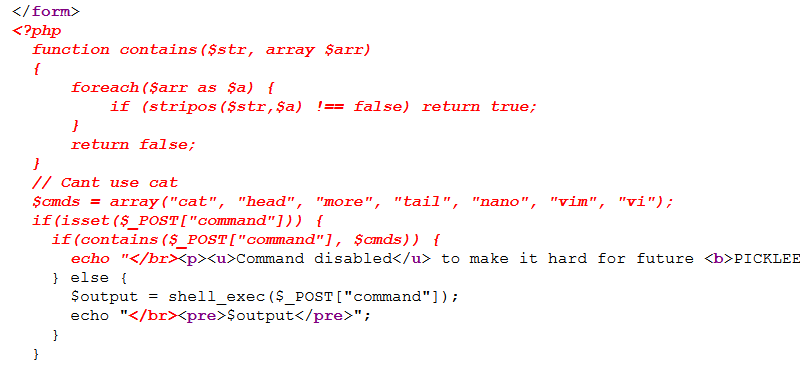 </form>
<?php
function contains($str, array $arr)
{
foreach($arr as $a) {
if (stripos($str,$a) !== false) return true;
}
return false;
}
// Cant use cat
$cmds = array("cat", "head", "more", "tail", "nano", "vim", "vi");
if(isset($_POST["command"])) {
if(contains($_POST["command"], $cmds)) {
echo "</br><p><u>Command disabled</u> to make it hard for future <b>PICKLEE
} else {
$output = shell_exec($_POST["command"]);
echo "</br><pre>$output</pre>";
}
}